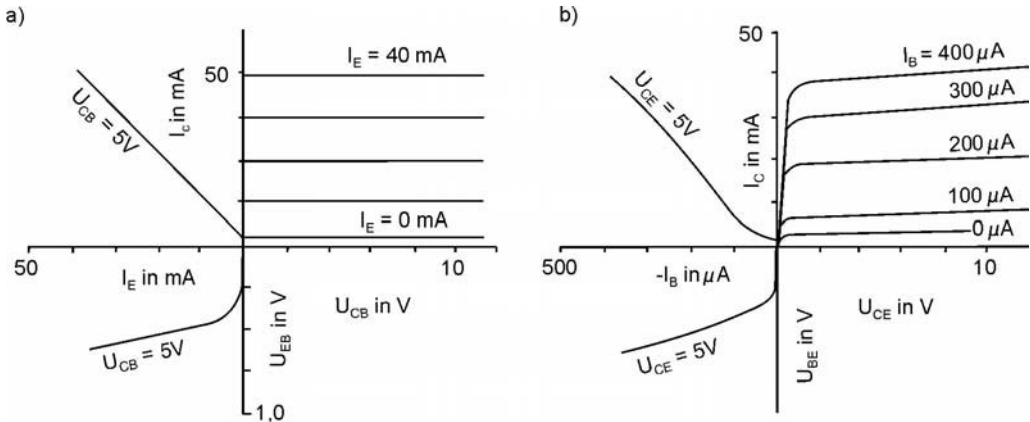 a)
50
I_c in mA
I_E = 40 mA
U_CB = 5V
I_E = 0 mA
50
I_E in mA
10
U_CB in V
U_EB in V
U_CB = 5V
1,0
b)
50
I_C in mA
I_B = 400 µA
300 µA
U_CE = 5V
200 µA
100 µA
0 µA
500
-I_B in µA
10
U_CE in V
U_BE in V
U_CE = 5V